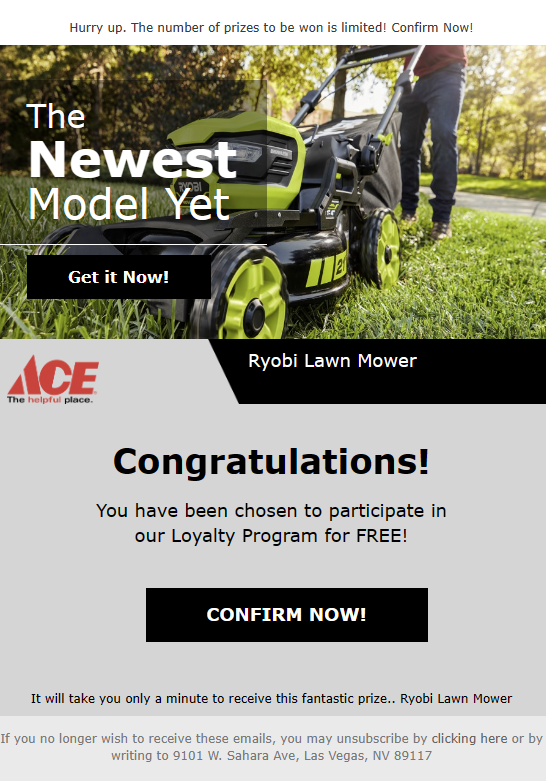 Hurry up. The number of prizes to be won is limited! Confirm Now!
The
Newest
Model Yet
RYOBI
Get it Now!
ACE
The helpful place.
Ryobi Lawn Mower
Congratulations!
You have been chosen to participate in
our Loyalty Program for FREE!
CONFIRM NOW!
It will take you only a minute to receive this fantastic prize.. Ryobi Lawn Mower
If you no longer wish to receive these emails, you may unsubscribe by clicking here or by
writing to 9101 W. Sahara Ave, Las Vegas, NV 89117